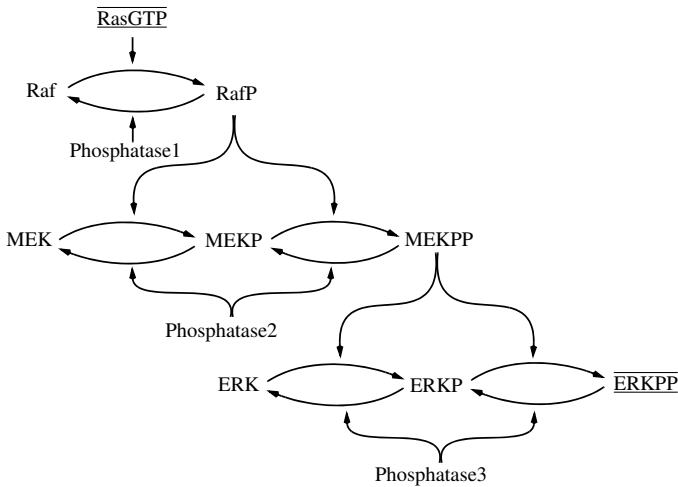 RasGTP
Raf
RafP
Phosphatase1
MEK
MEKP
MEKPP
Phosphatase2
ERK
ERKP
ERKPP
Phosphatase3